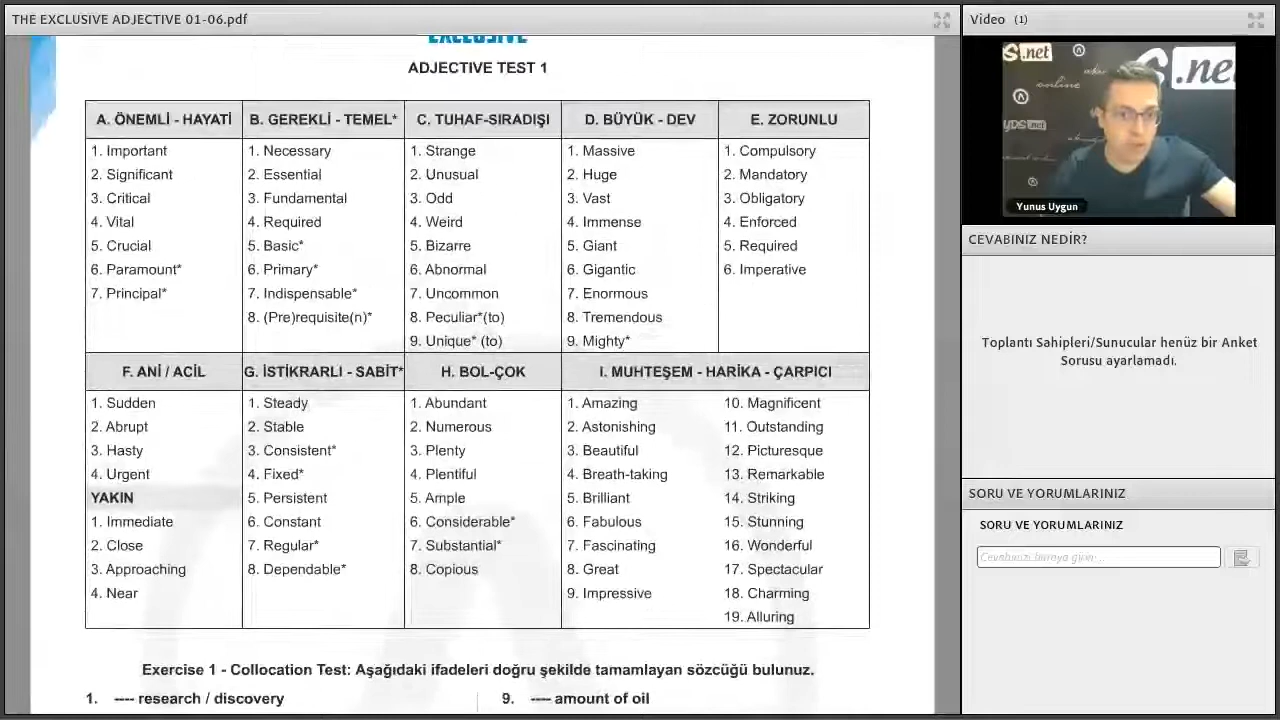 THE EXCLUSIVE ADJECTIVE 01-06.pdf
EXCLUSIVE
ADJECTIVE TEST 1
A. ÖNEMLİ - HAYATİ
1. Important
2. Significant
3. Critical
4. Vital
5. Crucial
6. Paramount*
7. Principal*
B. GEREKLİ - TEMEL*
1. Necessary
2. Essential
3. Fundamental
4. Required
5. Basic*
6. Primary*
7. Indispensable*
8. (Pre)requisite(n)*
C. TUHAF-SIRADIŞI
1. Strange
2. Unusual
3. Odd
4. Weird
5. Bizarre
6. Abnormal
7. Uncommon
8. Peculiar*(to)
9. Unique* (to)
D. BÜYÜK - DEV
1. Massive
2. Huge
3. Vast
4. Immense
5. Giant
6. Gigantic
7. Enormous
8. Tremendous
9. Mighty*
E. ZORUNLU
1. Compulsory
2. Mandatory
3. Obligatory
4. Enforced
5. Required
6. Imperative
F. ANİ / ACİL
1. Sudden
2. Abrupt
3. Hasty
4. Urgent
YAKIN
1. Immediate
2. Close
3. Approaching
4. Near
G. İSTİKRARLI - SABİT*
1. Steady
2. Stable
3. Consistent*
4. Fixed*
5. Persistent
6. Constant
7. Regular*
8. Dependable*
H. BOL-ÇOK
1. Abundant
2. Numerous
3. Plenty
4. Plentiful
5. Ample
6. Considerable*
7. Substantial*
8. Copious
I. MUHTEŞEM - HARİKA - ÇARPICI
1. Amazing
2. Astonishing
3. Beautiful
4. Breath-taking
5. Brilliant
6. Fabulous
7. Fascinating
8. Great
9. Impressive
10. Magnificent
11. Outstanding
12. Picturesque
13. Remarkable
14. Striking
15. Stunning
16. Wonderful
17. Spectacular
18. Charming
19. Alluring
Exercise 1 - Collocation Test: Aşağıdaki ifadeleri doğru şekilde tamamlayan sözcüğü bulunuz.
1. ---- research / discovery
9. ---- amount of oil
Video (1)
S.net
online
S.net
YDS.net
Yunus Uygun
CEVABINIZ NEDİR?
Toplantı Sahipleri/Sunucular henüz bir Anket
Sorusu ayarlamadı.
SORU VE YORUMLARINIZ
SORU VE YORUMLARINIZ
Cevabınızı buraya girin ...